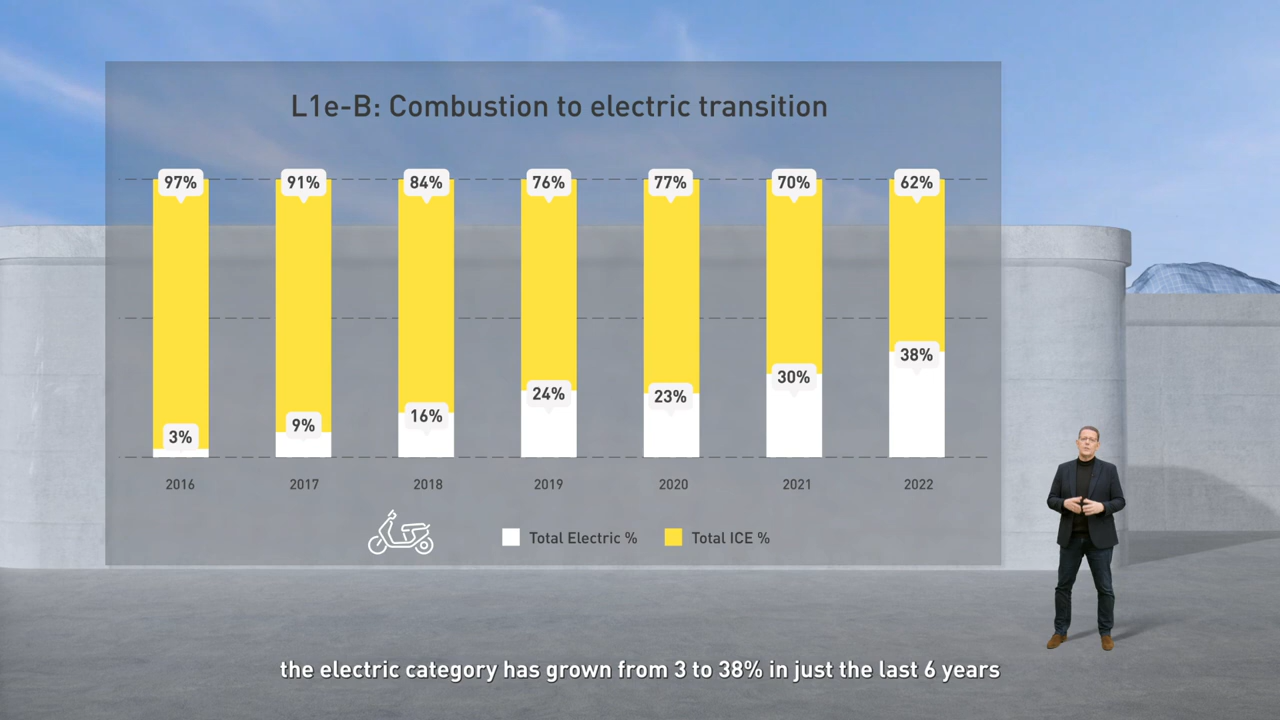 L1e-B: Combustion to electric transition
97% 91% 84% 76% 77% 70% 62%
38%
30%
24% 23%
16%
9%
3%
2016 2017 2018 2019 2020 2021 2022
Total Electric % Total ICE %
the electric category has grown from 3 to 38% in just the last 6 years